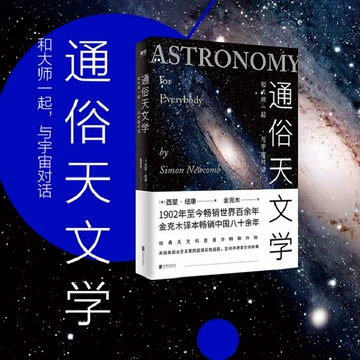 通俗天文学
和大师一起，与宇宙对话
ASTRONOMY
for
Everybody
by
Simon Newcomb
通俗天文学
和大师一起
与宇宙对话
西蒙·纽康
金克木
1902年至今畅销世界百余年
金克木译本畅销中国八十余年
通俗天文学